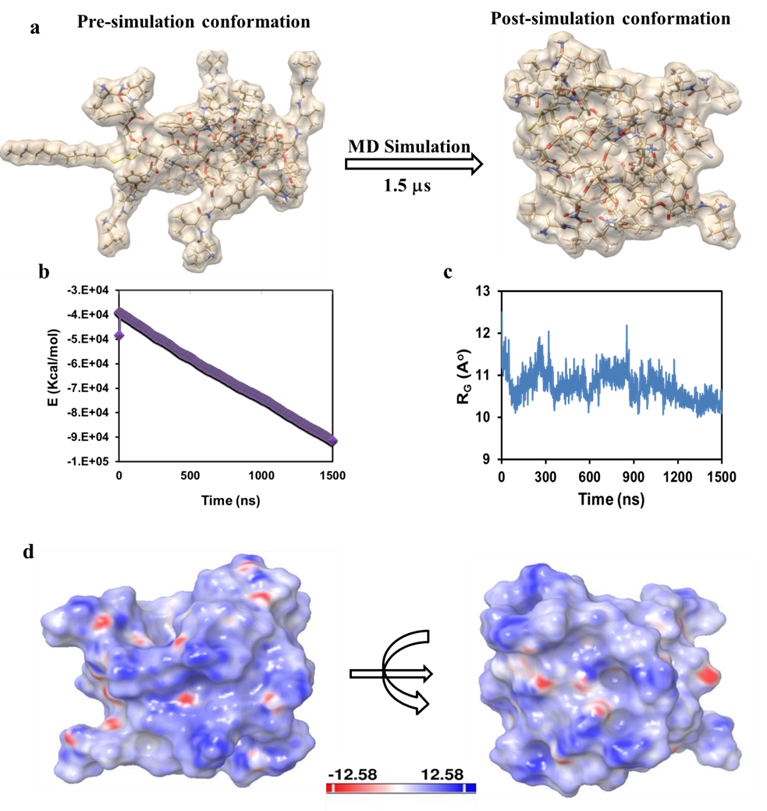 a
Pre-simulation conformation
Post-simulation conformation
MD Simulation
1.5 µs
b
-3.E+04
-4.E+04
-5.E+04
-6.E+04
-7.E+04
-8.E+04
-9.E+04
-1.E+05
E (Kcal/mol)
0 500 1000 1500
Time (ns)
c
13
12
11
10
9
RG (Aº)
0 300 600 900 1200 1500
Time (ns)
d
-12.58 12.58